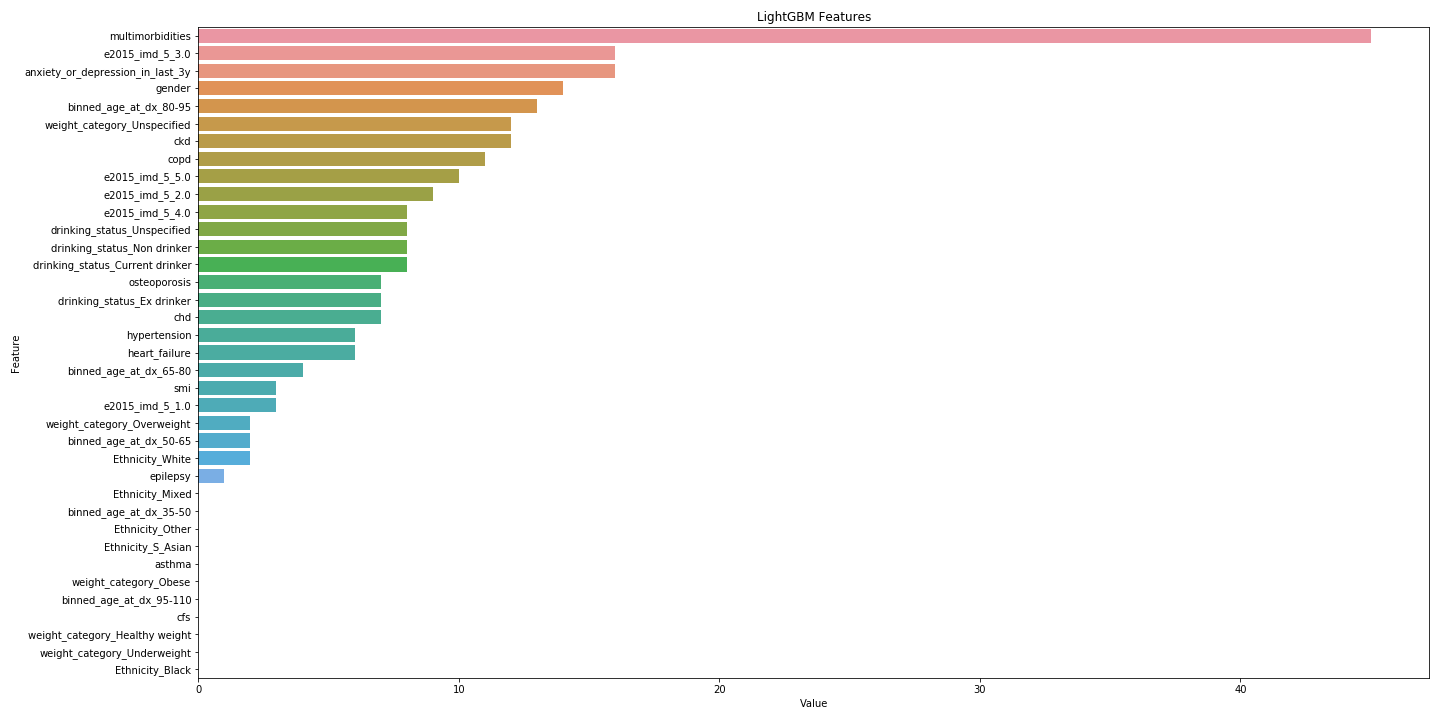 LightGBM Features
multimorbidities
e2015_imd_5_3.0
anxiety_or_depression_in_last_3y
gender
binned_age_at_dx_80-95
weight_category_Unspecified
ckd
copd
e2015_imd_5_5.0
e2015_imd_5_2.0
e2015_imd_5_4.0
drinking_status_Unspecified
drinking_status_Non drinker
drinking_status_Current drinker
osteoporosis
drinking_status_Ex drinker
chd
hypertension
heart_failure
binned_age_at_dx_65-80
smi
e2015_imd_5_1.0
weight_category_Overweight
binned_age_at_dx_50-65
Ethnicity_White
epilepsy
Ethnicity_Mixed
binned_age_at_dx_35-50
Ethnicity_Other
Ethnicity_S_Asian
asthma
weight_category_Obese
binned_age_at_dx_95-110
cfs
weight_category_Healthy weight
weight_category_Underweight
Ethnicity_Black
Feature
0 10 20 30 40
Value